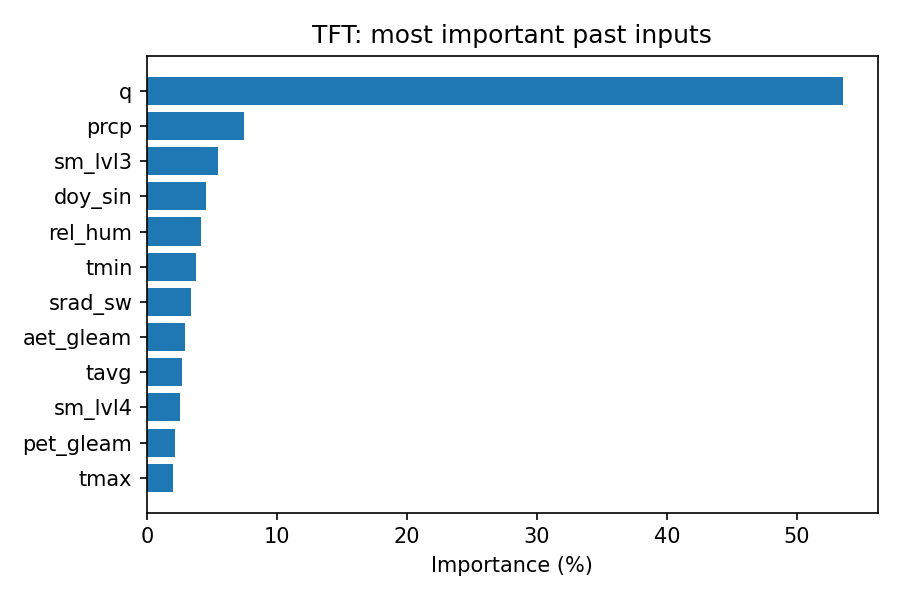 TFT: most important past inputs
q
prcp
sm_lvl3
doy_sin
rel_hum
tmin
srad_sw
aet_gleam
tavg
sm_lvl4
pet_gleam
tmax
0 10 20 30 40 50
Importance (%)